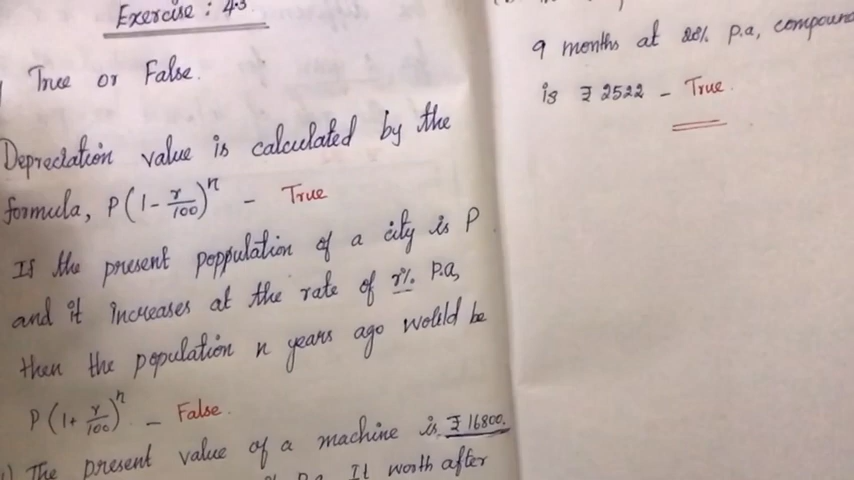 Exercise : 4.3
True or False.
Depreciation value is calculated by the
formula, P(1 - r/100)^n - True
If the present poppulation of a city is P
and it increases at the rate of r% P.a,
then the population n years ago would be
P(1+ r/100)^n - False.
The present value of a machine is ₹ 16800.
P.a. It worth after
9 months at 20% p.a, compound
is ₹ 2522 - True.